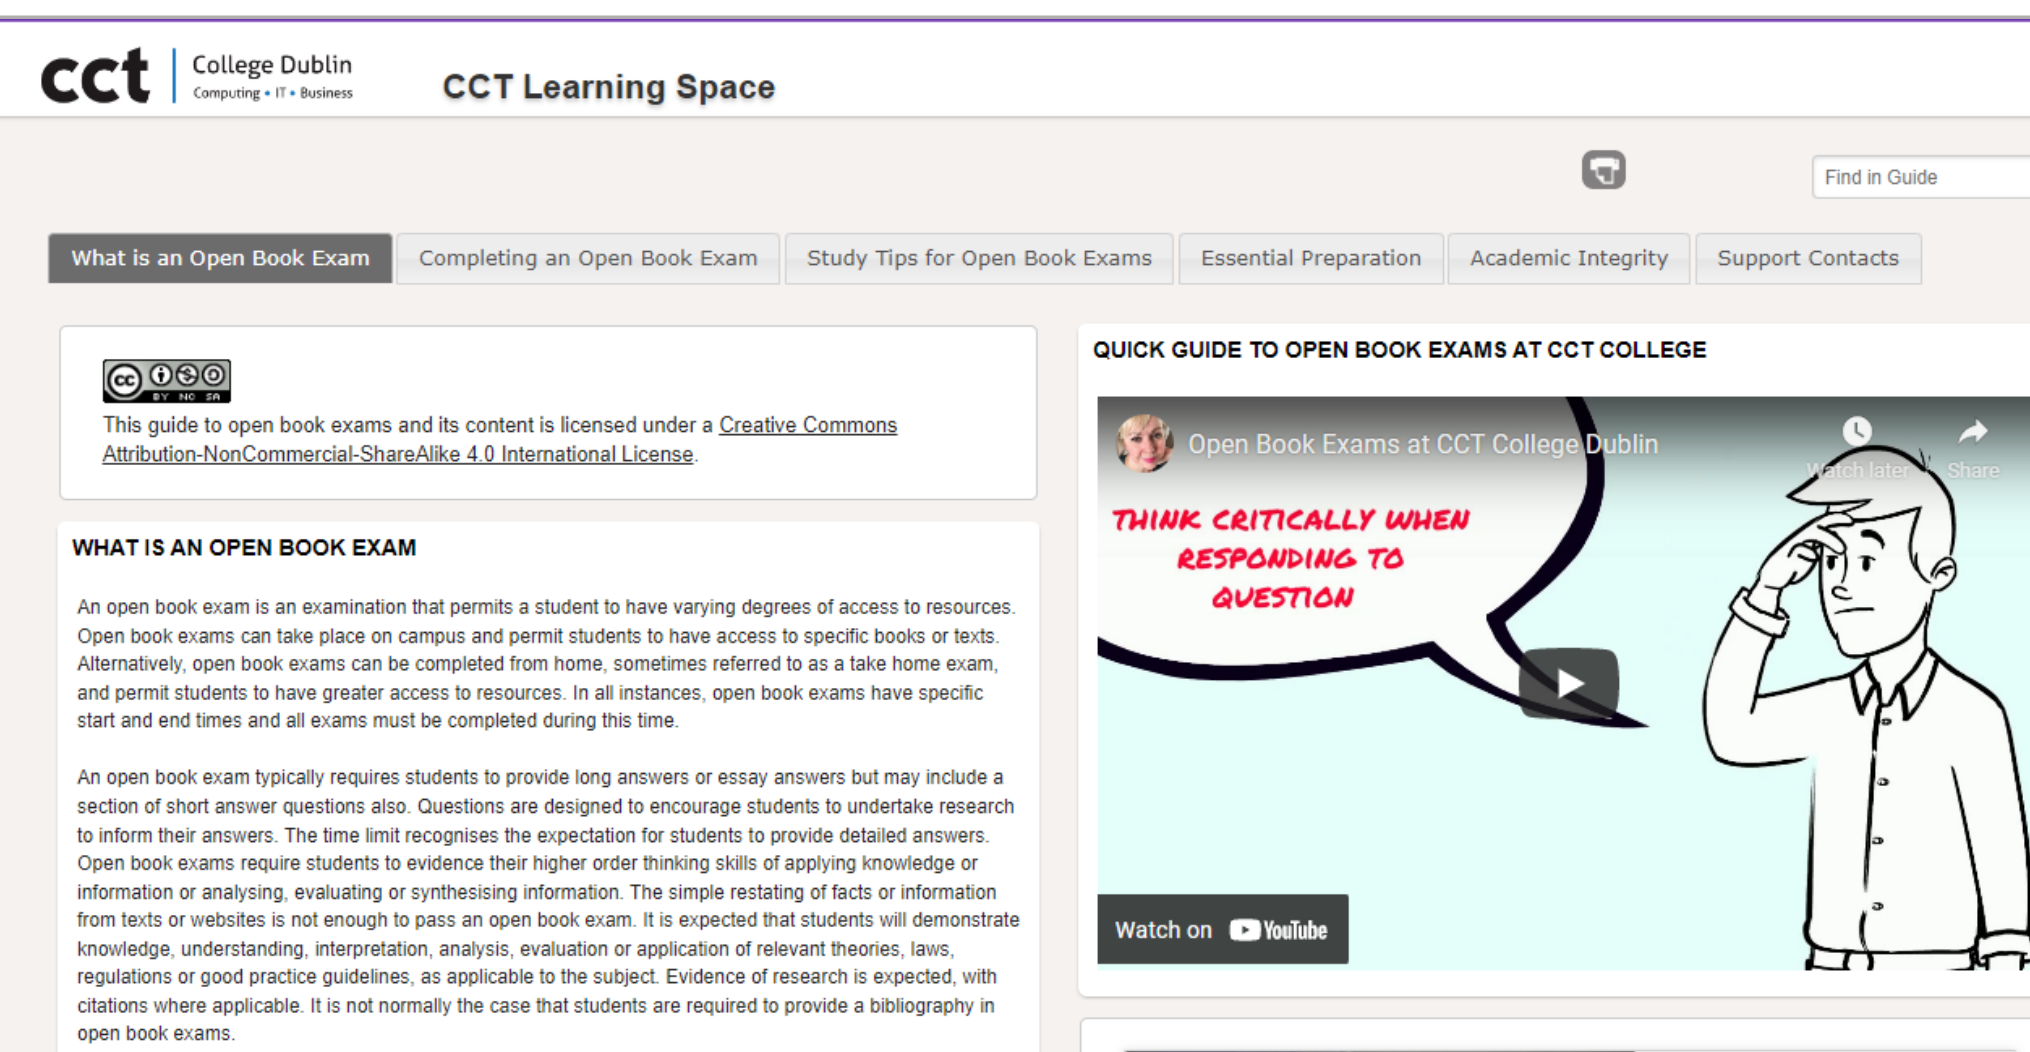 cct
College Dublin
Computing • IT • Business
CCT Learning Space
Find in Guide
What is an Open Book Exam
Completing an Open Book Exam
Study Tips for Open Book Exams
Essential Preparation
Academic Integrity
Support Contacts
cc
BY NC SA
This guide to open book exams and its content is licensed under a Creative Commons
Attribution-NonCommercial-ShareAlike 4.0 International License.
WHAT IS AN OPEN BOOK EXAM
An open book exam is an examination that permits a student to have varying degrees of access to resources.
Open book exams can take place on campus and permit students to have access to specific books or texts.
Alternatively, open book exams can be completed from home, sometimes referred to as a take home exam,
and permit students to have greater access to resources. In all instances, open book exams have specific
start and end times and all exams must be completed during this time.
An open book exam typically requires students to provide long answers or essay answers but may include a
section of short answer questions also. Questions are designed to encourage students to undertake research
to inform their answers. The time limit recognises the expectation for students to provide detailed answers.
Open book exams require students to evidence their higher order thinking skills of applying knowledge or
information or analysing, evaluating or synthesising information. The simple restating of facts or information
from texts or websites is not enough to pass an open book exam. It is expected that students will demonstrate
knowledge, understanding, interpretation, analysis, evaluation or application of relevant theories, laws,
regulations or good practice guidelines, as applicable to the subject. Evidence of research is expected, with
citations where applicable. It is not normally the case that students are required to provide a bibliography in
open book exams.
QUICK GUIDE TO OPEN BOOK EXAMS AT CCT COLLEGE
Open Book Exams at CCT College Dublin
Watch later
Share
THINK CRITICALLY WHEN
RESPONDING TO
QUESTION
Watch on YouTube